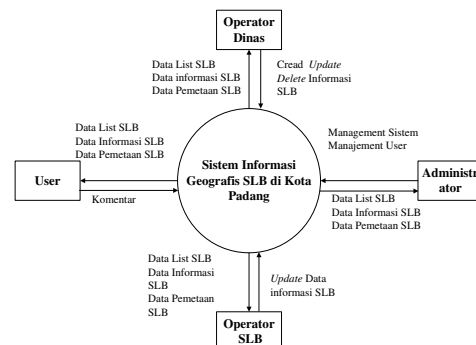 Operator
Dinas
Data List SLB
Data informasi SLB
Data Pemetaan SLB
Cread Update
Delete Informasi
SLB
Data List SLB
Data Informasi SLB
Data Pemetaan SLB
User
Komentar
Sistem Informasi
Geografis SLB di Kota
Padang
Management Sistem
Manajement User
Administr
ator
Data List SLB
Data Informasi SLB
Data Pemetaan SLB
Data List SLB
Data Informasi
SLB
Data Pemetaan
SLB
Update Data
informasi SLB
Operator
SLB